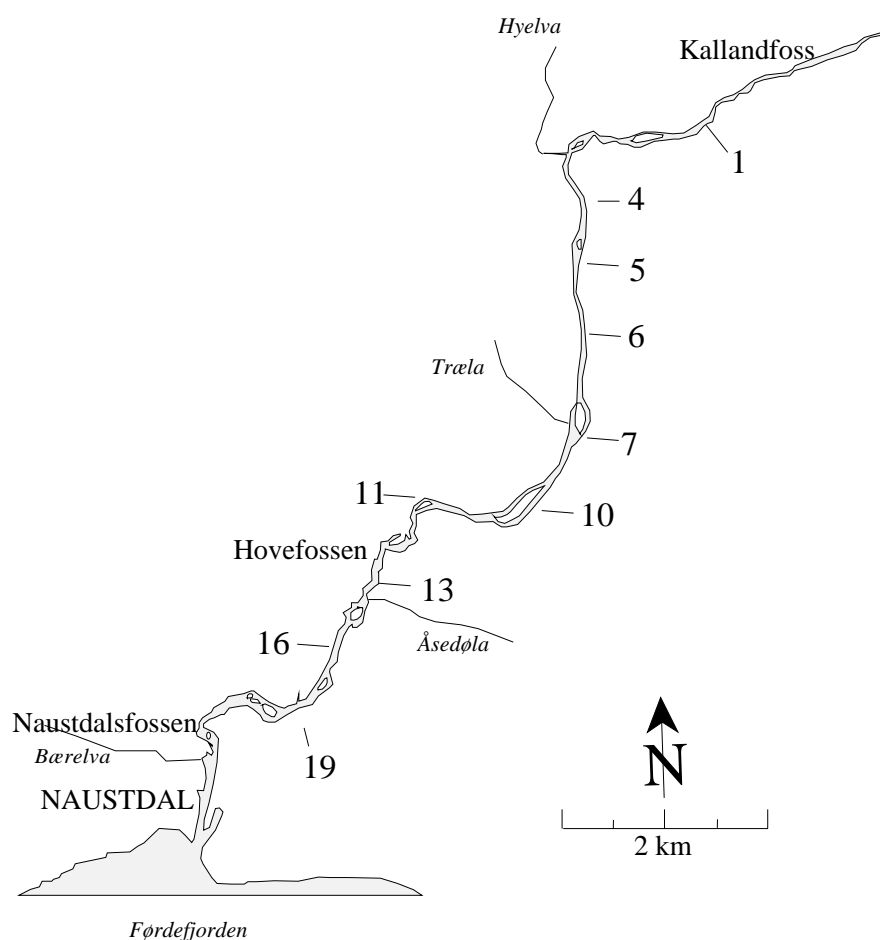 Hyelva
Kallandfoss
1
4
5
6
Træla
7
11
10
Hovefossen
13
16
Åsedøla
Naustdalsfossen
Bærelva
19
N
NAUSTDAL
2 km
Førdefjorden